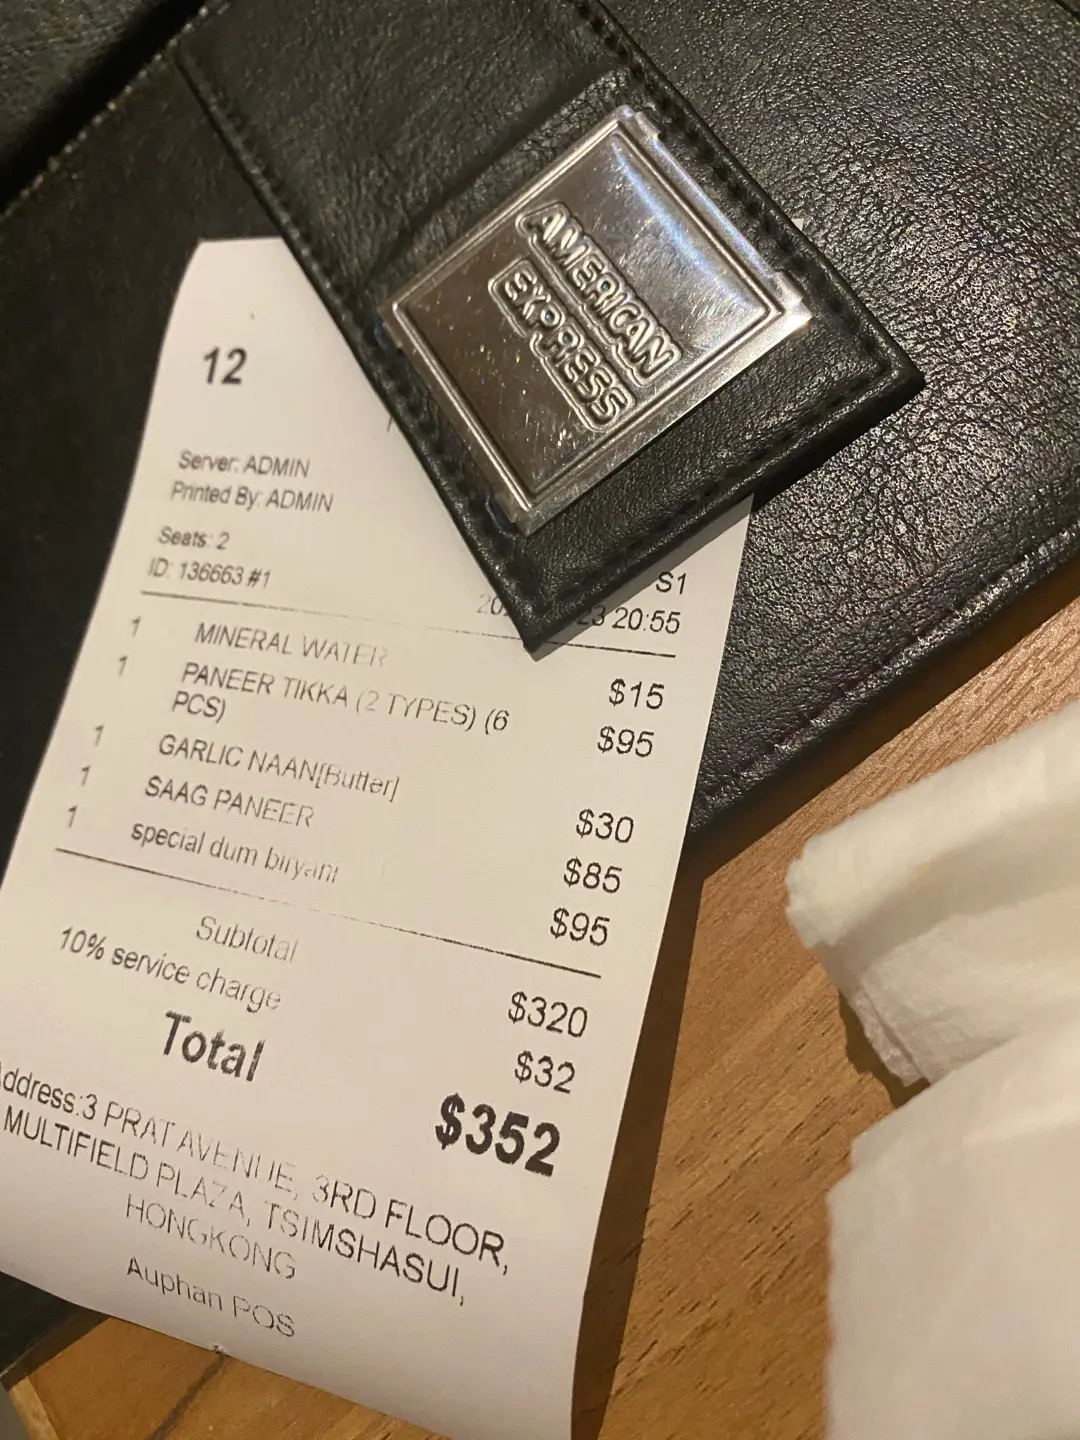 AMERICAN
EXPRESS
12
Server: ADMIN
Printed By: ADMIN
Seats: 2
S1
ID: 136663 #1
20 23 20:55
1 MINERAL WATER $15
1 PANEER TIKKA (2 TYPES) (6 $95
PCS)
1 GARLIC NAAN[Butter] $30
1 SAAG PANEER $85
1 special dum biryani $95
Subtotal $320
10% service charge $32
Total $352
Address:3 PRAT AVENUE, 3RD FLOOR,
MULTIFIELD PLAZA, TSIMSHASUI,
HONGKONG
Auphan POS